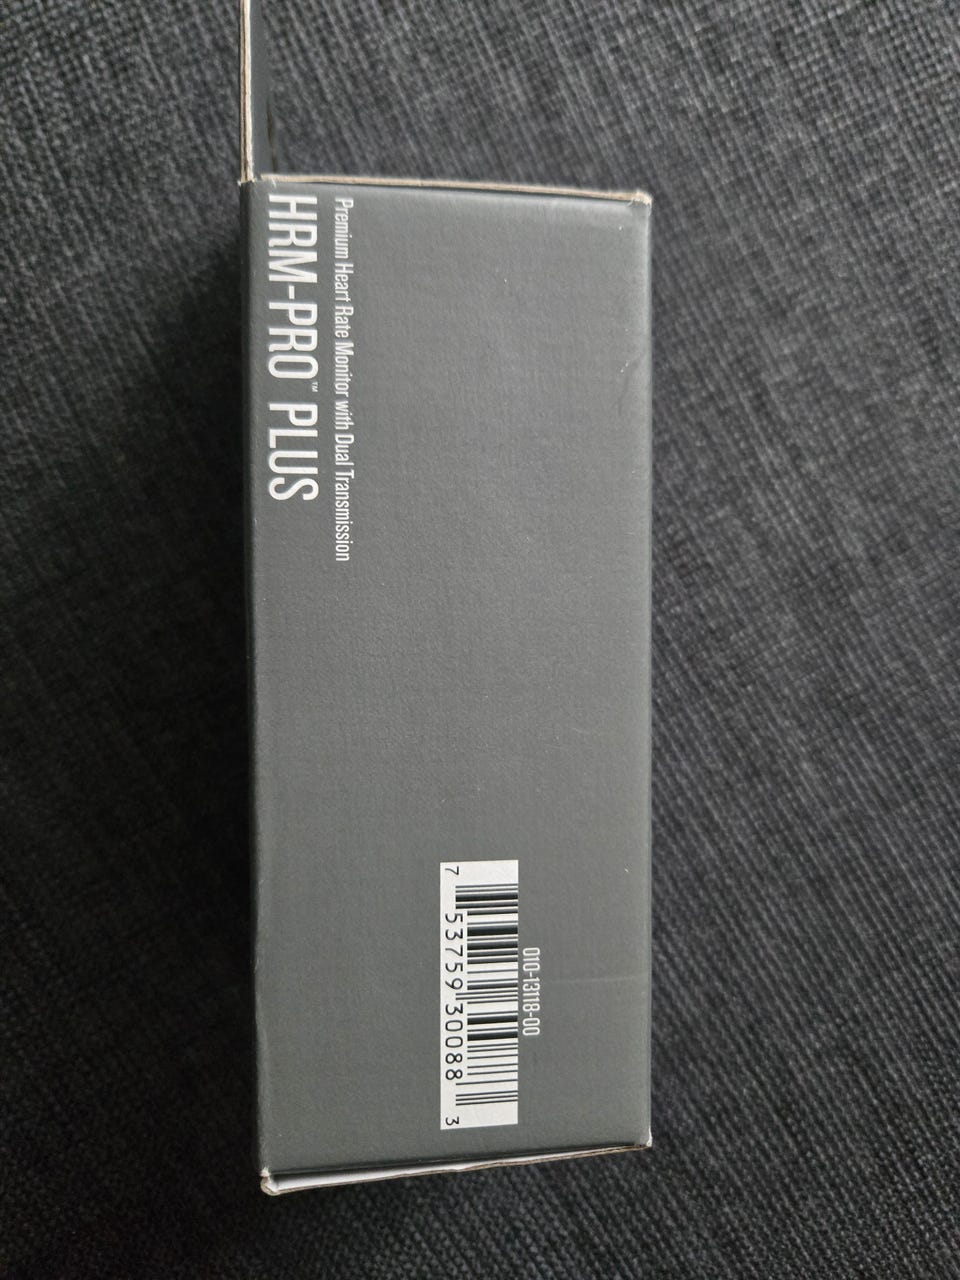 Premium Heart Rate Monitor with Dual Transmission
HRM-PRO™ PLUS
010-13118-00
7 53759 30088 3